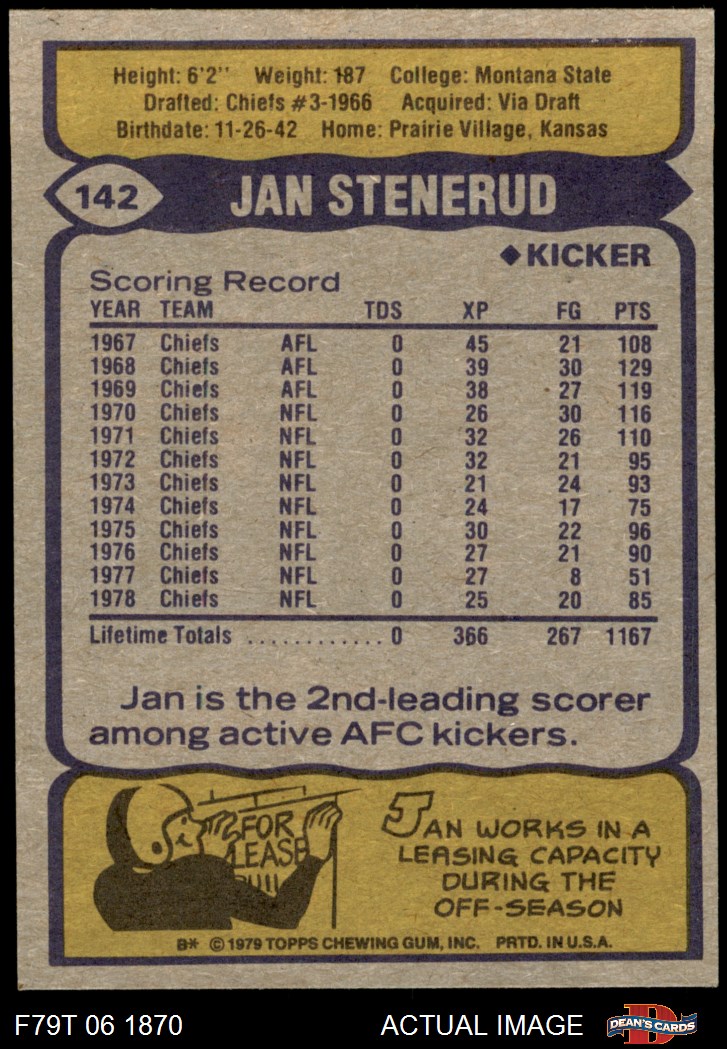 Height: 6'2" Weight: 187 College: Montana State
Drafted: Chiefs #3-1966 Acquired: Via Draft
Birthdate: 11-26-42 Home: Prairie Village, Kansas
142 JAN STENERUD
◆KICKER
Scoring Record
YEAR TEAM TDS XP FG PTS
1967 Chiefs AFL 0 45 21 108
1968 Chiefs AFL 0 39 30 129
1969 Chiefs AFL 0 38 27 119
1970 Chiefs NFL 0 26 30 116
1971 Chiefs NFL 0 32 26 110
1972 Chiefs NFL 0 32 21 95
1973 Chiefs NFL 0 21 24 93
1974 Chiefs NFL 0 24 17 75
1975 Chiefs NFL 0 30 22 96
1976 Chiefs NFL 0 27 21 90
1977 Chiefs NFL 0 27 8 51
1978 Chiefs NFL 0 25 20 85
Lifetime Totals ............ 0 366 267 1167
Jan is the 2nd-leading scorer
among active AFC kickers.
FOR
LEASE
JAN WORKS IN A
LEASING CAPACITY
DURING THE
OFF-SEASON
B* © 1979 TOPPS CHEWING GUM, INC. PRTD. IN U.S.A.
F79T 06 1870 ACTUAL IMAGE DEAN'S CARDS